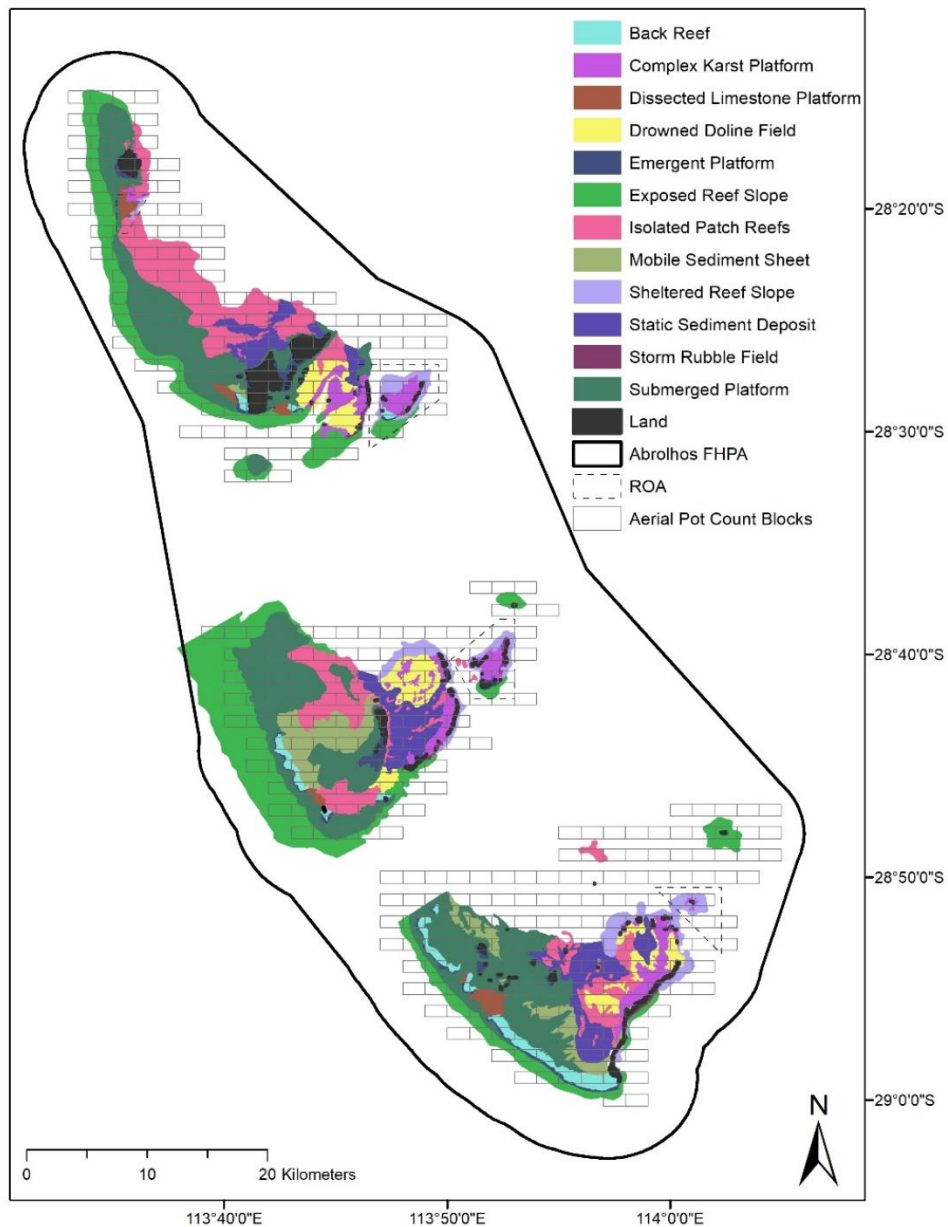 Back Reef
Complex Karst Platform
Dissected Limestone Platform
Drowned Doline Field
Emergent Platform
Exposed Reef Slope
Isolated Patch Reefs
Mobile Sediment Sheet
Sheltered Reef Slope
Static Sediment Deposit
Storm Rubble Field
Submerged Platform
Land
Abrolhos FHPA
ROA
Aerial Pot Count Blocks
28°20'0"S
28°30'0"S
28°40'0"S
28°50'0"S
29°0'0"S
N
0 10 20 Kilometers
113°40'0"E 113°50'0"E 114°0'0"E